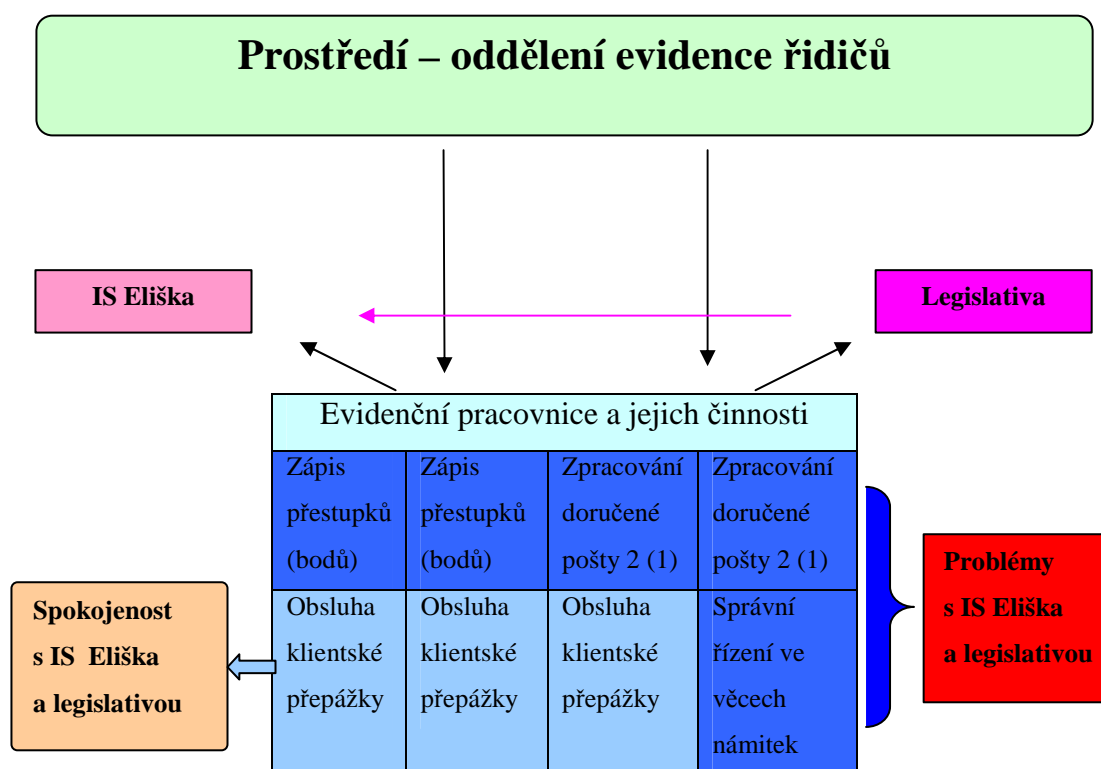 Prostředí – oddělení evidence řidičů
IS Eliška
Legislativa
Evidenční pracovnice a jejich činnosti
Zápis
přestupků
(bodů)
Zápis
přestupků
(bodů)
Zpracování
doručené
pošty 2 (1)
Zpracování
doručené
pošty 2 (1)
Obsluha
klientské
přepážky
Obsluha
klientské
přepážky
Obsluha
klientské
přepážky
Správní
řízení ve
věcech
námitek
Spokojenost
s IS Eliška
a legislativou
Problémy
s IS Eliška
a legislativou